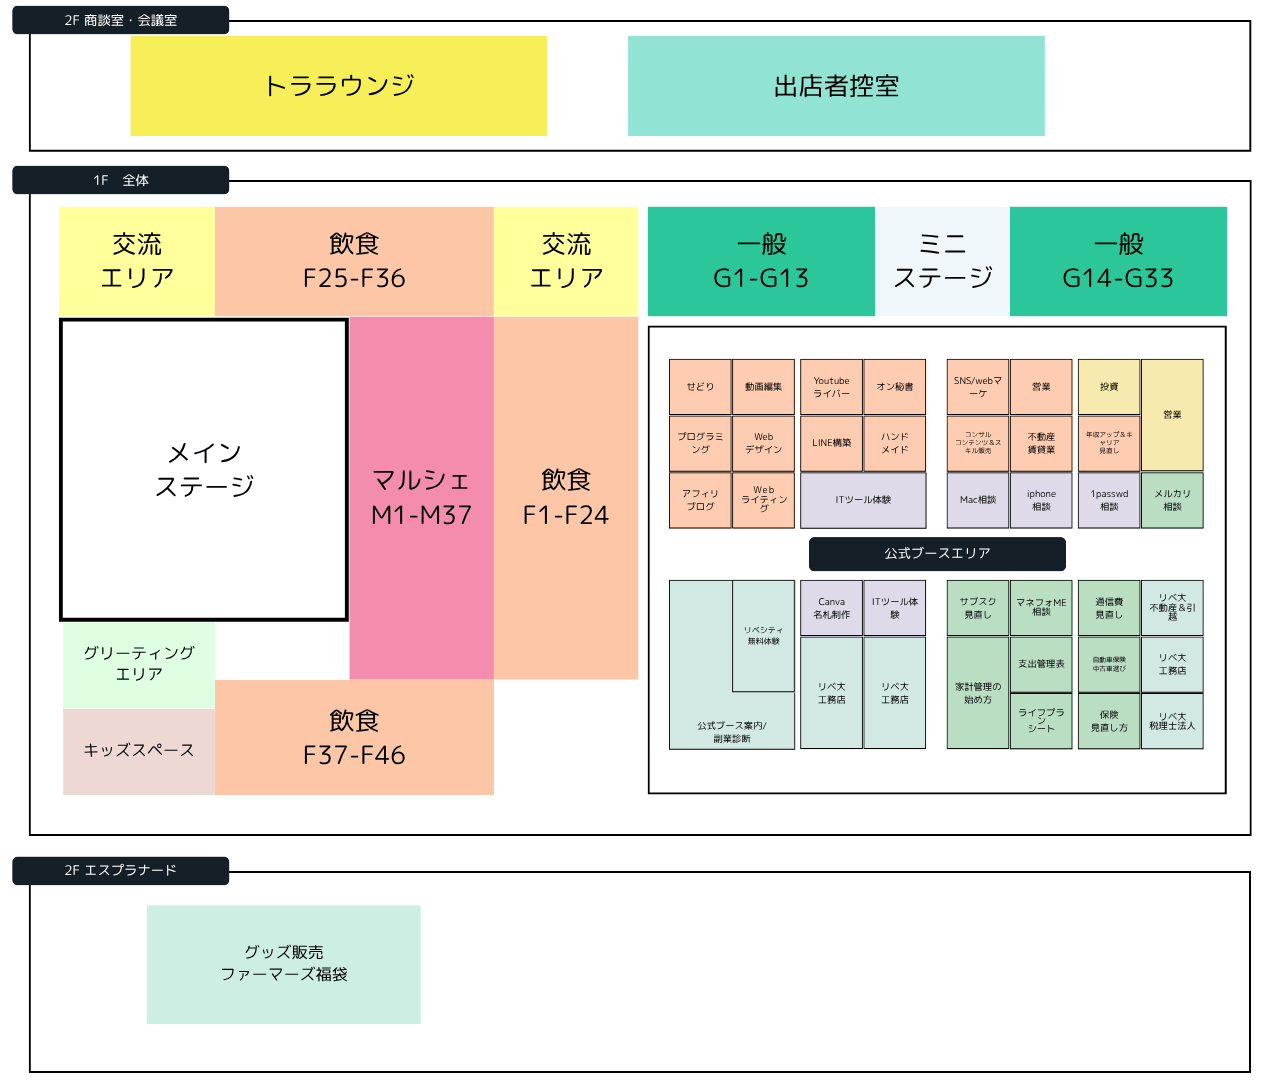 2F 商談室・会議室
トララウンジ
出店者控室
1F　全体
交流
エリア
飲食
F25-F36
交流
エリア
一般
G1-G13
ミニ
ステージ
一般
G14-G33
メイン
ステージ
マルシェ
M1-M37
飲食
F1-F24
グリーティング
エリア
キッズスペース
飲食
F37-F46
せどり
動画編集
Youtube
ライバー
オン秘書
SNS/webマ
ーケ
営業
投資
営業
プログラミ
ング
Web
デザイン
LINE構築
ハンド
メイド
コンサル
コンテンツ＆ス
キル販売
不動産
賃貸業
年収アップ＆キ
ャリア
見直し
アフィリ
ブログ
Web
ライティン
グ
ITツール体験
Mac相談
iphone
相談
1passwd
相談
メルカリ
相談
公式ブースエリア
リベシティ
無料体験
公式ブース案内/
副業診断
Canva
名札制作
ITツール体
験
リベ大
工務店
リベ大
工務店
サブスク
見直し
マネフォME
相談
通信費
見直し
リベ大
不動産＆引
越
家計管理の
始め方
支出管理表
自動車保険
中古車選び
リベ大
工務店
ライフプラ
ン
シート
保険
見直し方
リベ大
税理士法人
2F エスプラナード
グッズ販売
ファーマーズ福袋